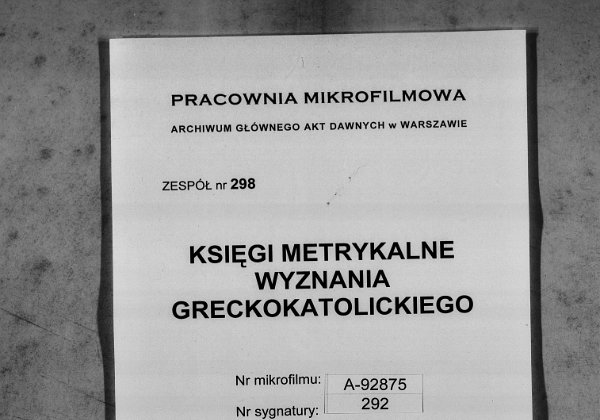 PRACOWNIA MIKROFILMOWA
ARCHIWUM GŁÓWNEGO AKT DAWNYCH w WARSZAWIE
ZESPÓŁ nr 298
KSIĘGI METRYKALNE
WYZNANIA
GRECKOKATOLICKIEGO
Nr mikrofilmu: A-92875
Nr sygnatury: 292